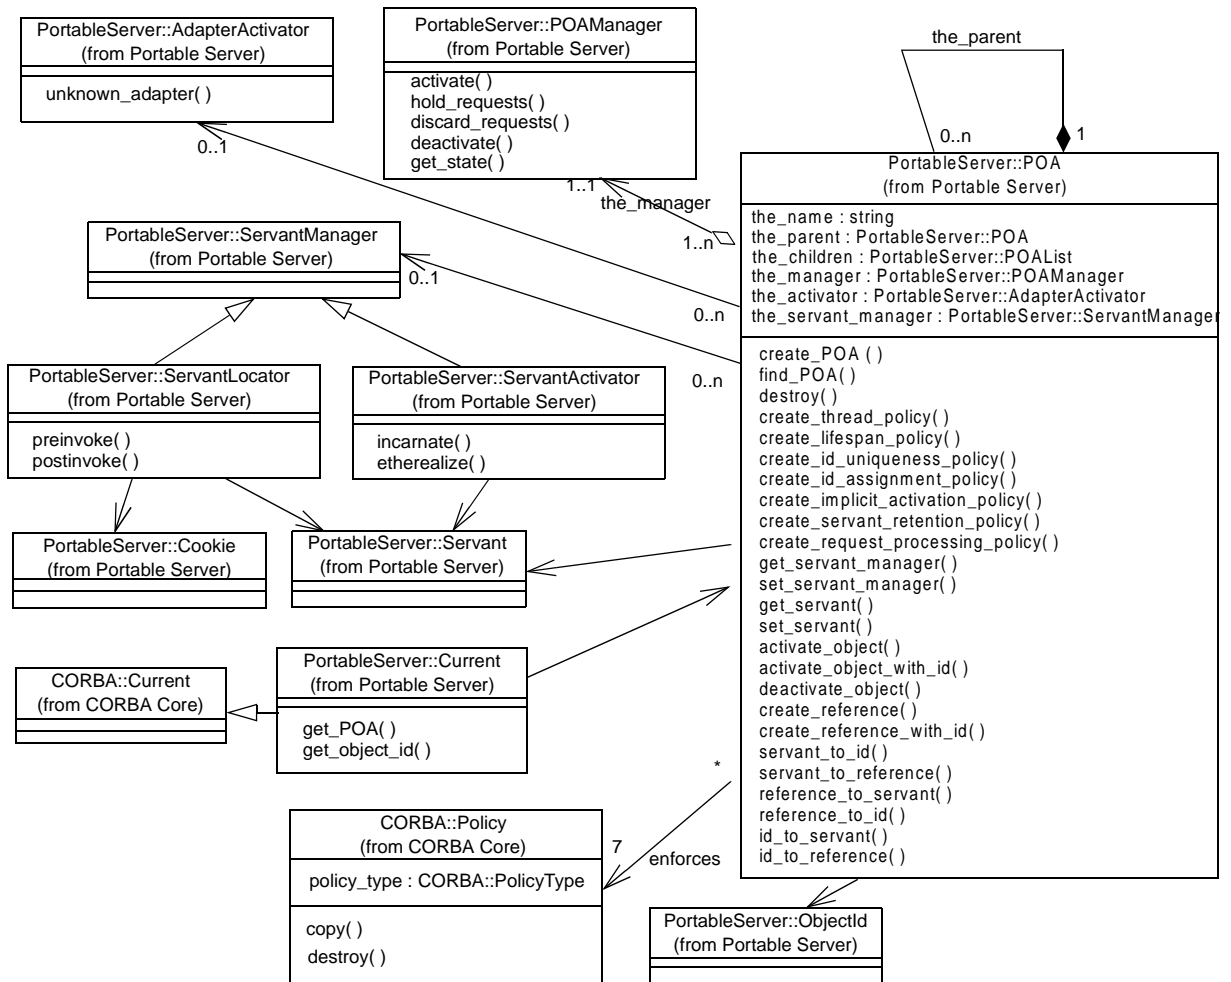 PortableServer::AdapterActivator
(from Portable Server)
unknown_adapter( )
0..1
PortableServer::POAManager
(from Portable Server)
activate( )
hold_requests( )
discard_requests( )
deactivate( )
get_state( )
1..1
the_manager
1..n
the_parent
0..n
1
PortableServer::POA
(from Portable Server)
the_name : string
the_parent : PortableServer::POA
the_children : PortableServer::POAList
the_manager : PortableServer::POAManager
the_activator : PortableServer::AdapterActivator
the_servant_manager : PortableServer::ServantManager
create_POA ( )
find_POA( )
destroy( )
create_thread_policy( )
create_lifespan_policy( )
create_id_uniqueness_policy( )
create_id_assignment_policy( )
create_implicit_activation_policy( )
create_servant_retention_policy( )
create_request_processing_policy( )
get_servant_manager( )
set_servant_manager( )
get_servant( )
set_servant( )
activate_object( )
activate_object_with_id( )
deactivate_object( )
create_reference( )
create_reference_with_id( )
servant_to_id( )
servant_to_reference( )
reference_to_servant( )
reference_to_id( )
id_to_servant( )
id_to_reference( )
PortableServer::ServantManager
(from Portable Server)
0..1
0..n
0..n
PortableServer::ServantLocator
(from Portable Server)
preinvoke( )
postinvoke( )
PortableServer::ServantActivator
(from Portable Server)
incarnate( )
etherealize( )
PortableServer::Cookie
(from Portable Server)
PortableServer::Servant
(from Portable Server)
CORBA::Current
(from CORBA Core)
PortableServer::Current
(from Portable Server)
get_POA( )
get_object_id( )
*
7
enforces
CORBA::Policy
(from CORBA Core)
policy_type : CORBA::PolicyType
copy( )
destroy( )
PortableServer::ObjectId
(from Portable Server)